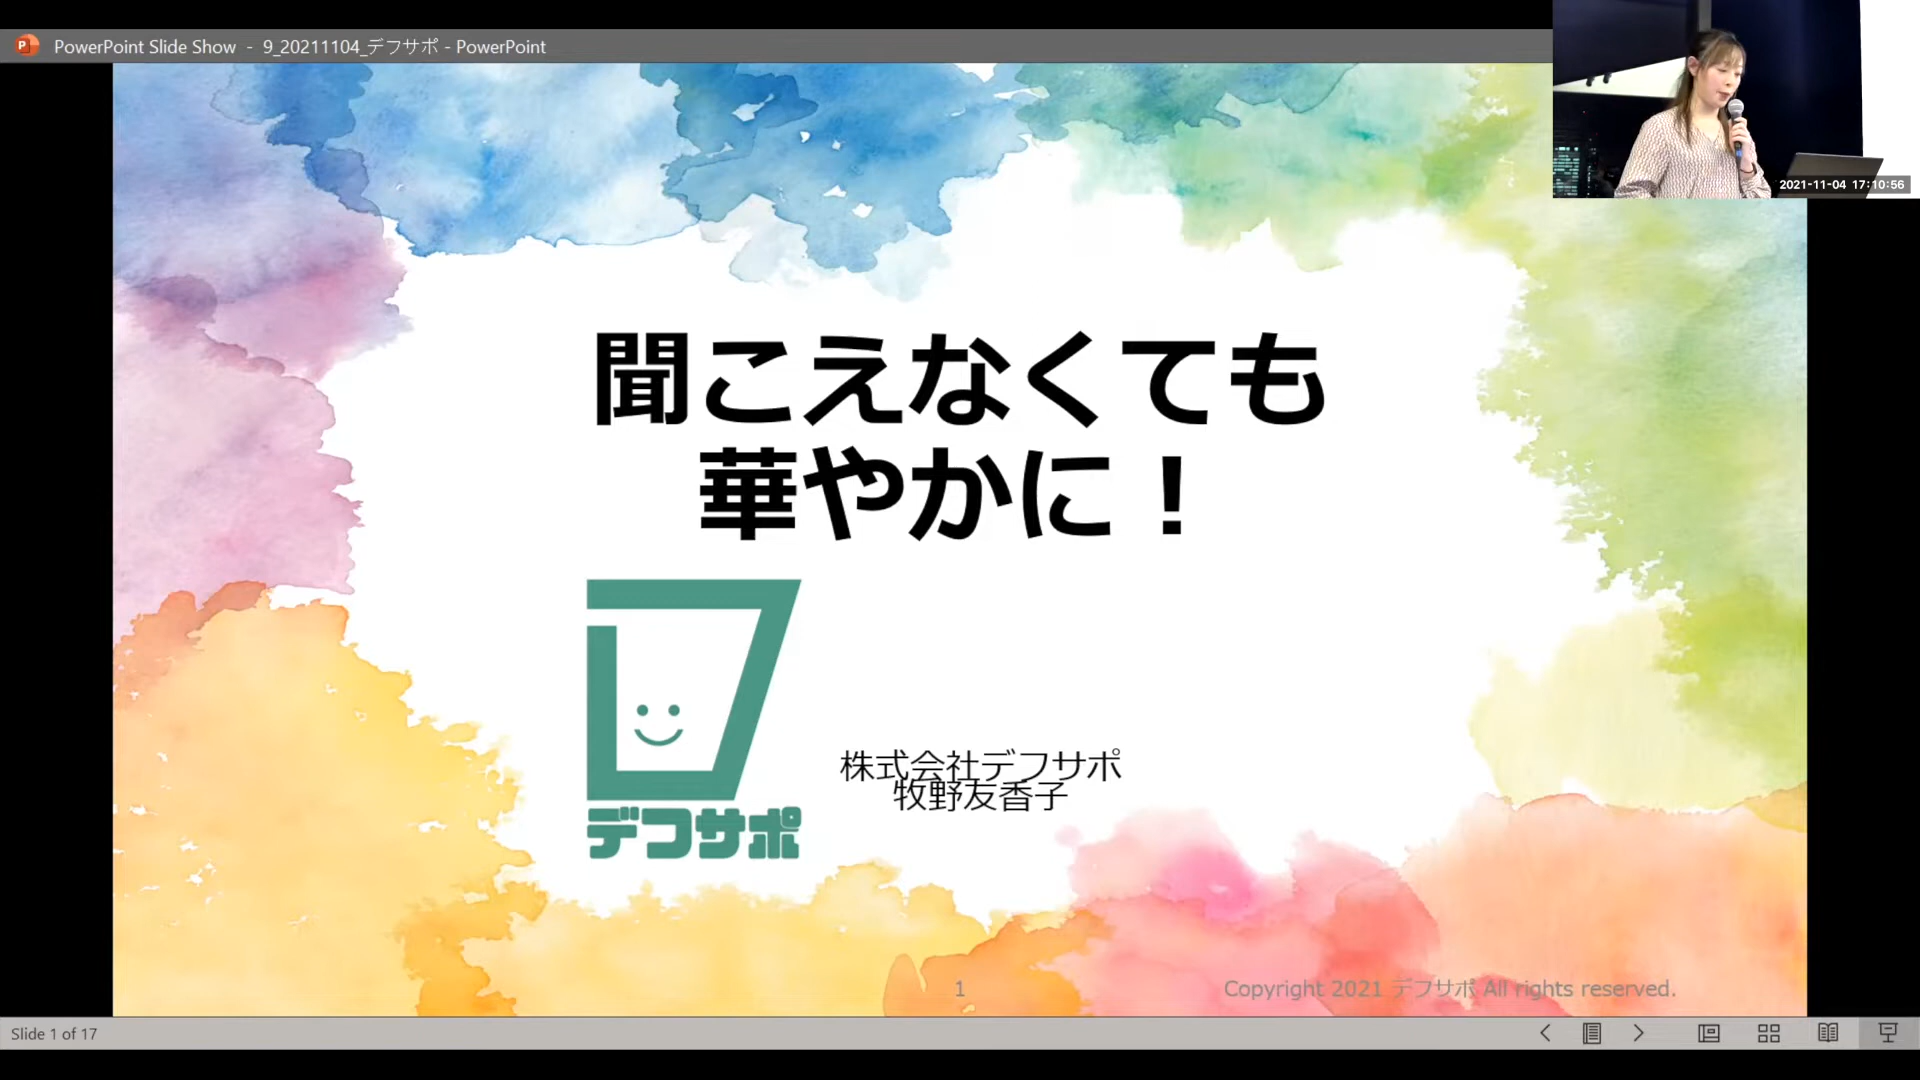 PowerPoint Slide Show - 9_20211104_デフサポ - PowerPoint
2021-11-04 17:10:56
聞こえなくても
華やかに！
デフサポ
株式会社デフサポ
牧野友香子
1
Copyright 2021 デフサポ All rights reserved.
Slide 1 of 17